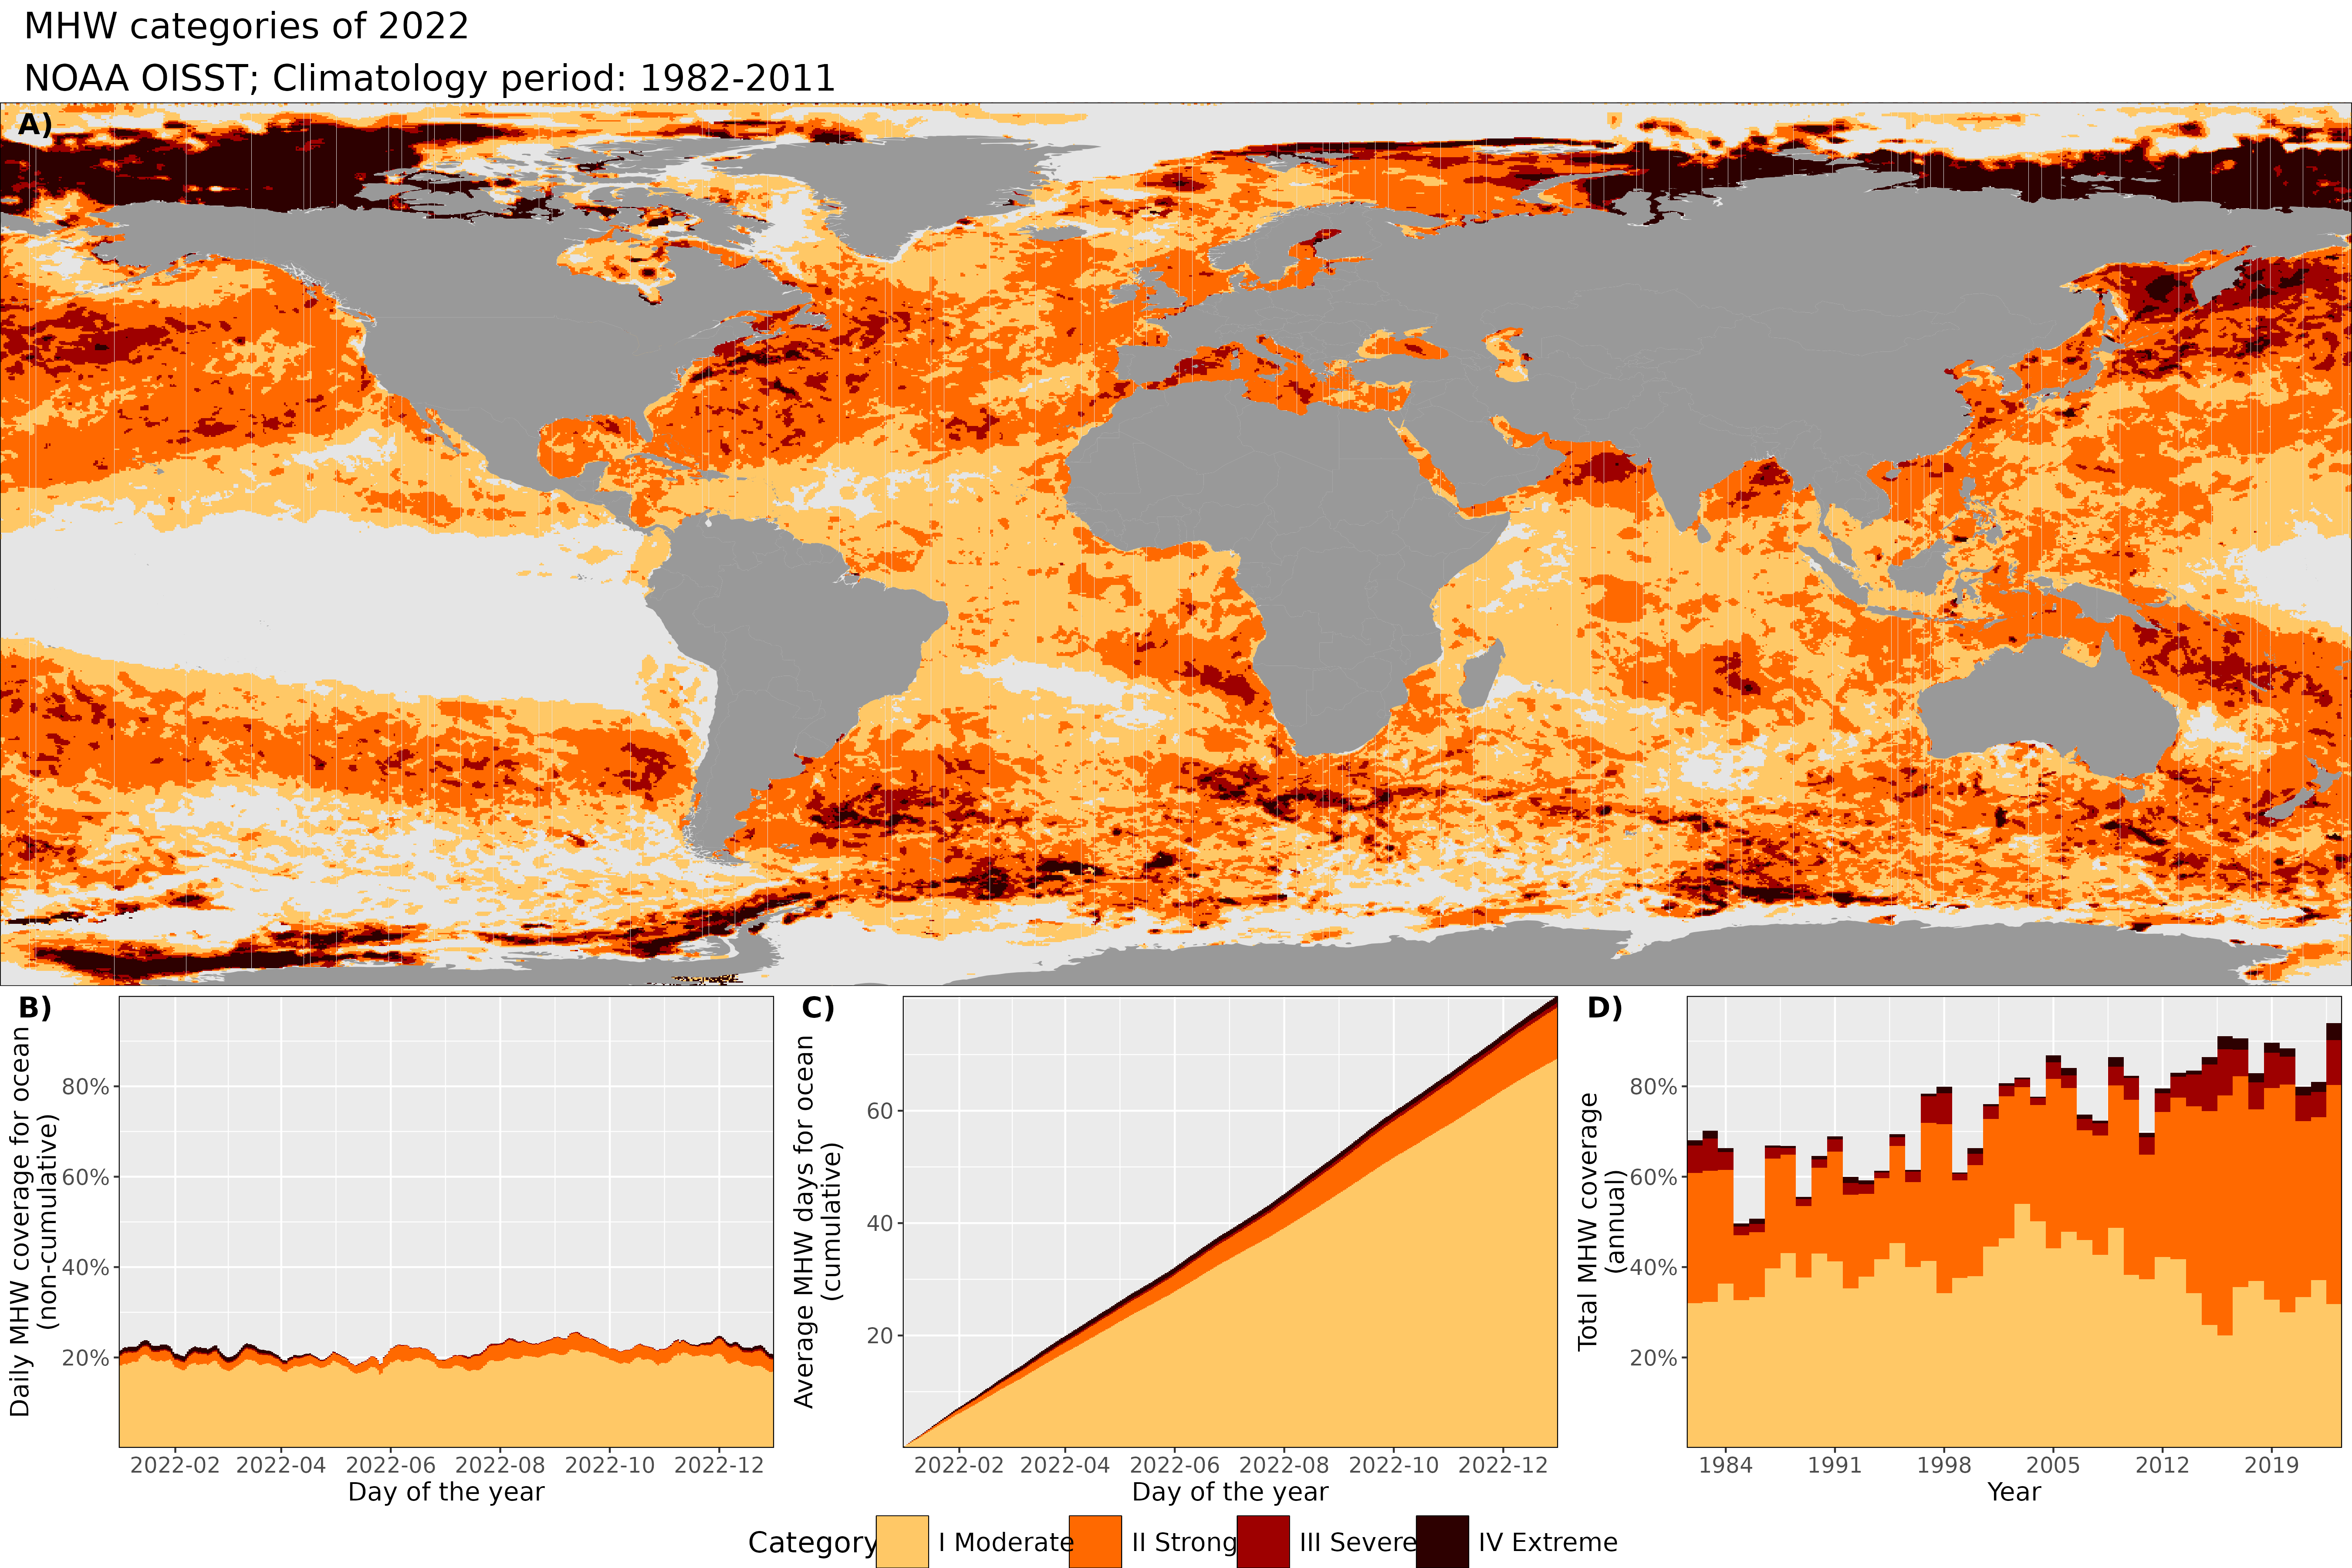 MHW categories of 2022
NOAA OISST; Climatology period: 1982-2011
A)
B)
Daily MHW coverage for ocean
(non-cumulative)
80%
60%
40%
20%
2022-02 2022-04 2022-06 2022-08 2022-10 2022-12
Day of the year
C)
Average MHW days for ocean
(cumulative)
60
40
20
2022-02 2022-04 2022-06 2022-08 2022-10 2022-12
Day of the year
D)
Total MHW coverage
(annual)
80%
60%
40%
20%
1984 1991 1998 2005 2012 2019
Year
Category I Moderate II Strong III Severe IV Extreme